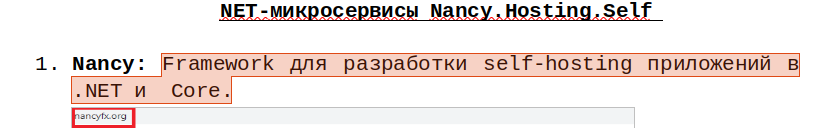 NET-микросервисы Nancy.Hosting.Self
1. Nancy: Framework для разработки self-hosting приложений в
.NET и Core.
nancyfx.org